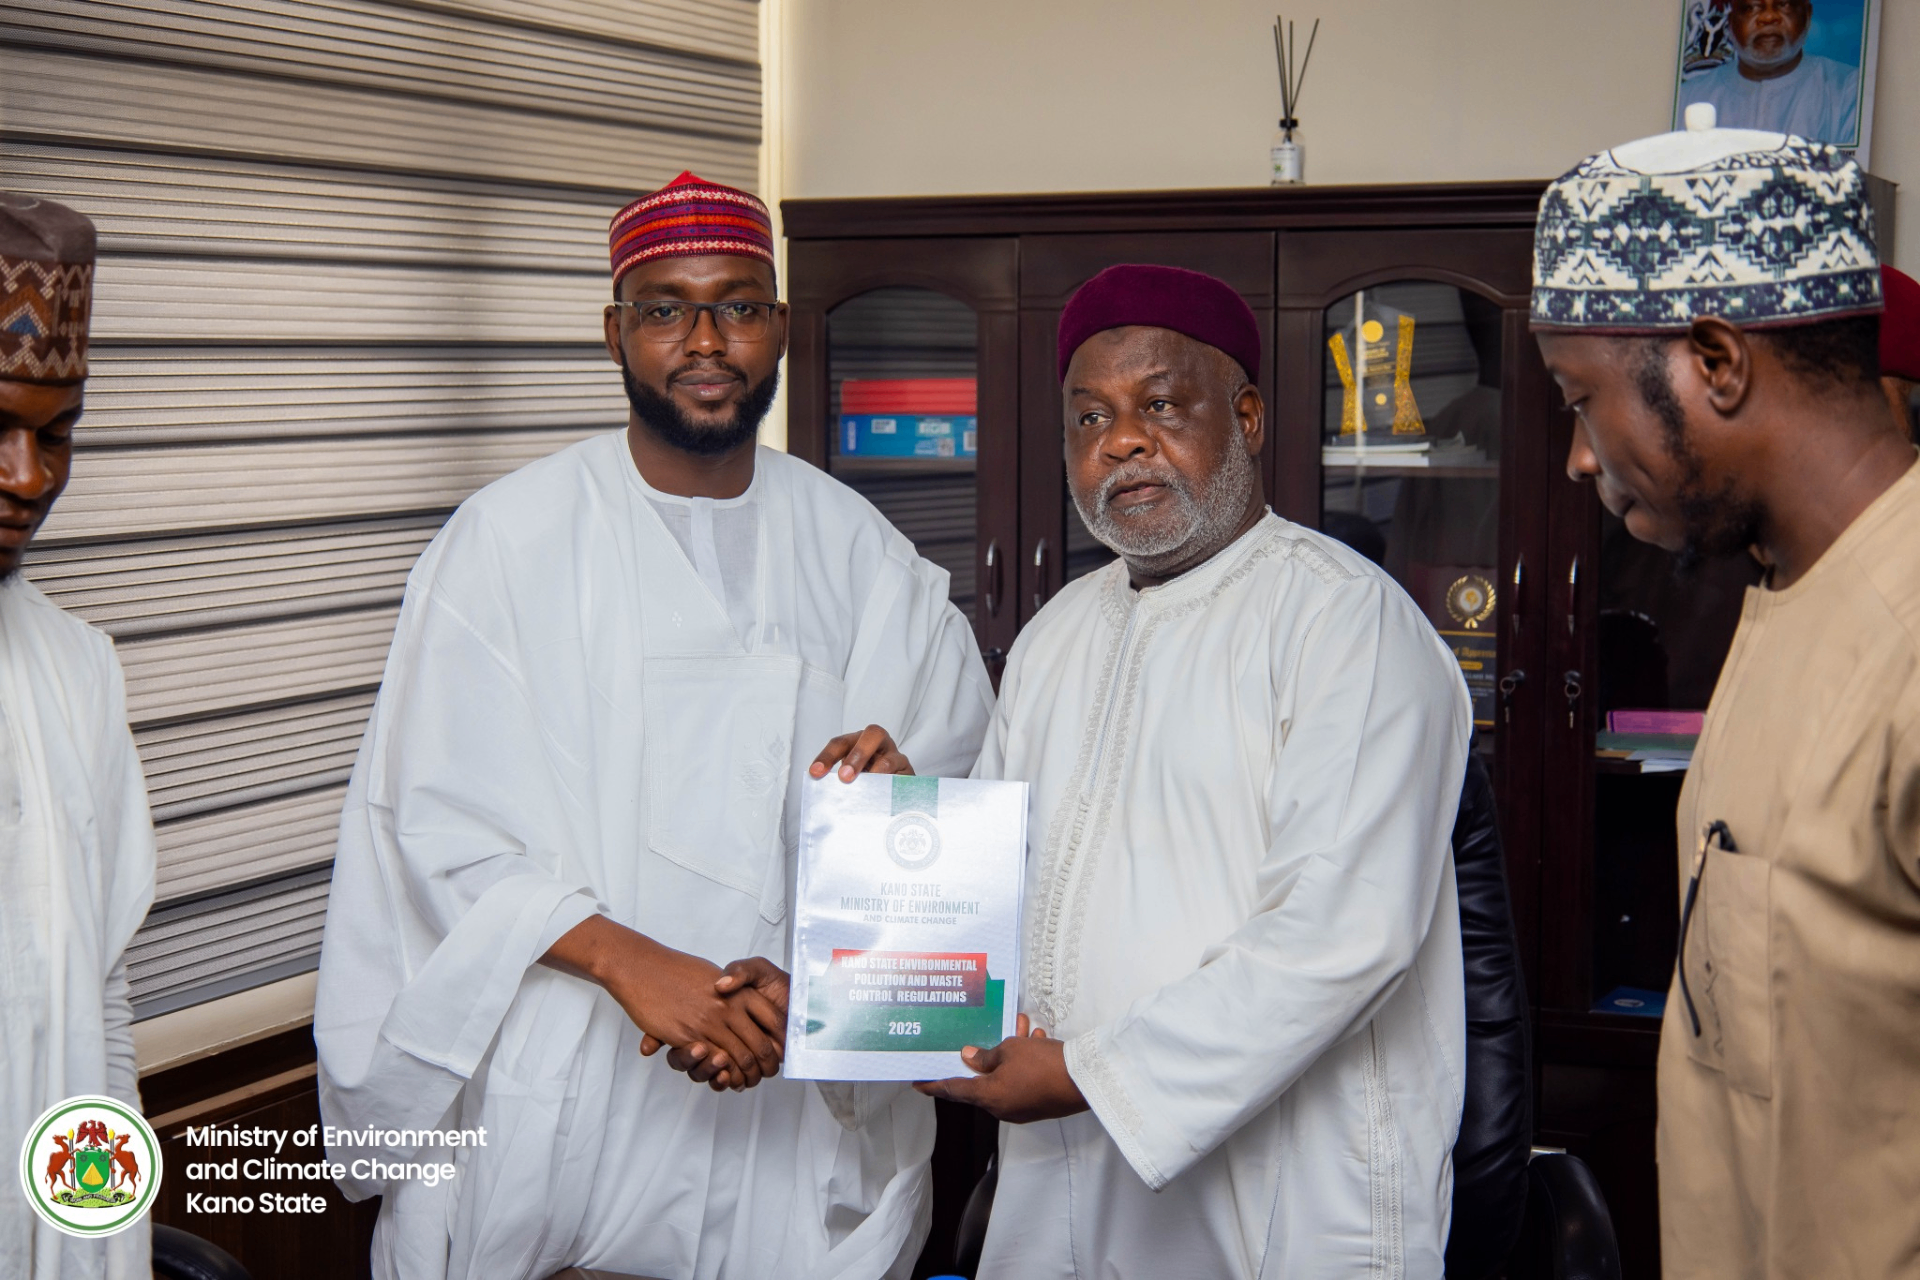 KANO STATE
MINISTRY OF ENVIRONMENT
AND CLIMATE CHANGE
KANO STATE ENVIRONMENTAL
POLLUTION AND WASTE
CONTROL REGULATIONS
2025
Ministry of Environment
and Climate Change
Kano State